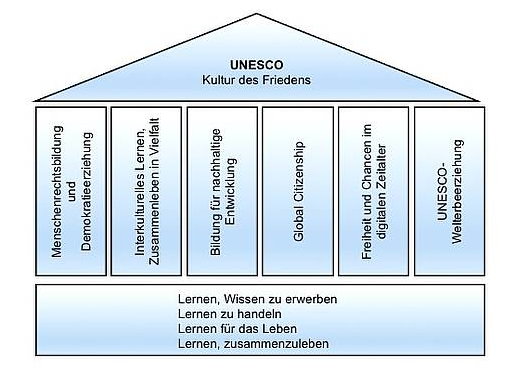 UNESCO
Kultur des Friedens
Menschenrechtsbildung
und
Demokratieerziehung
Interkulturelles Lernen,
Zusammenleben in Vielfalt
Bildung für nachhaltige
Entwicklung
Global Citizenship
Freiheit und Chancen im
digitalen Zeitalter
UNESCO-
Welterbeerziehung
Lernen, Wissen zu erwerben
Lernen zu handeln
Lernen für das Leben
Lernen, zusammenzuleben